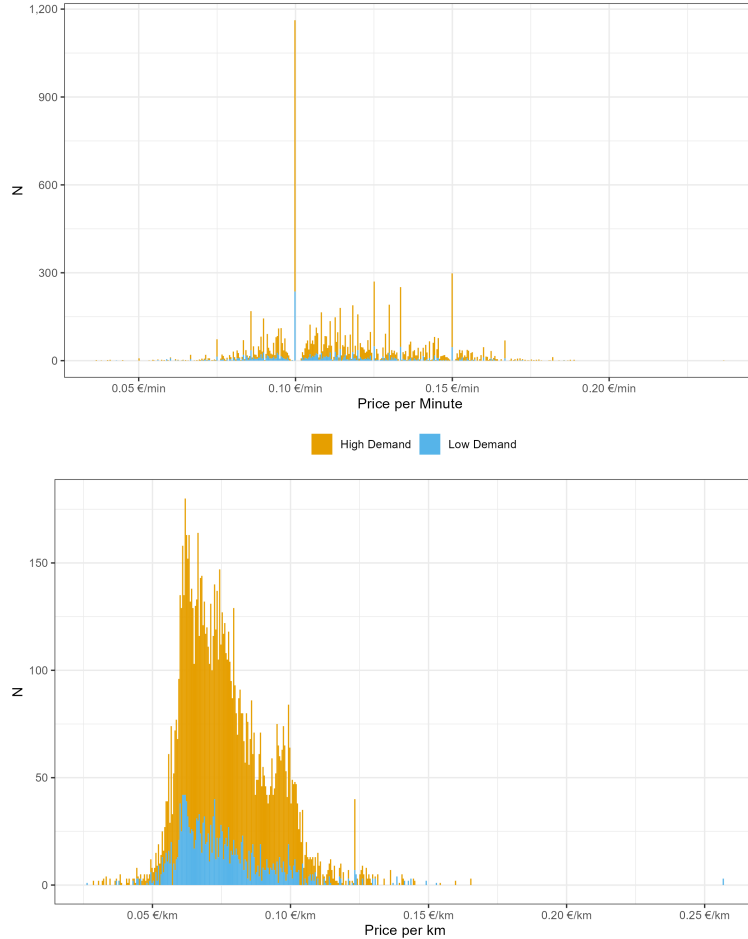 1,200
900
600
300
0
N
0.05 €/min 0.10 €/min 0.15 €/min 0.20 €/min
Price per Minute
High Demand Low Demand
150
100
50
0
N
0.05 €/km 0.10 €/km 0.15 €/km 0.20 €/km 0.25 €/km
Price per km